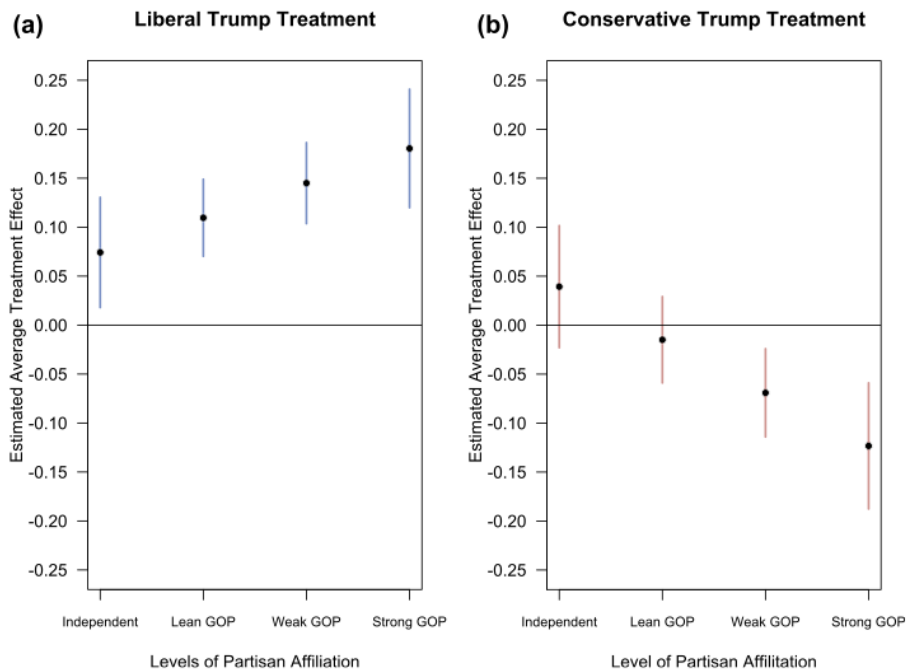 (a)
Liberal Trump Treatment
Estimated Average Treatment Effect
0.25
0.20
0.15
0.10
0.05
0.00
-0.05
-0.10
-0.15
-0.20
-0.25
Independent
Lean GOP
Weak GOP
Strong GOP
Levels of Partisan Affiliation
(b)
Conservative Trump Treatment
Estimated Average Treatment Effect
0.25
0.20
0.15
0.10
0.05
0.00
-0.05
-0.10
-0.15
-0.20
-0.25
Independent
Lean GOP
Weak GOP
Strong GOP
Level of Partisan Affilitation